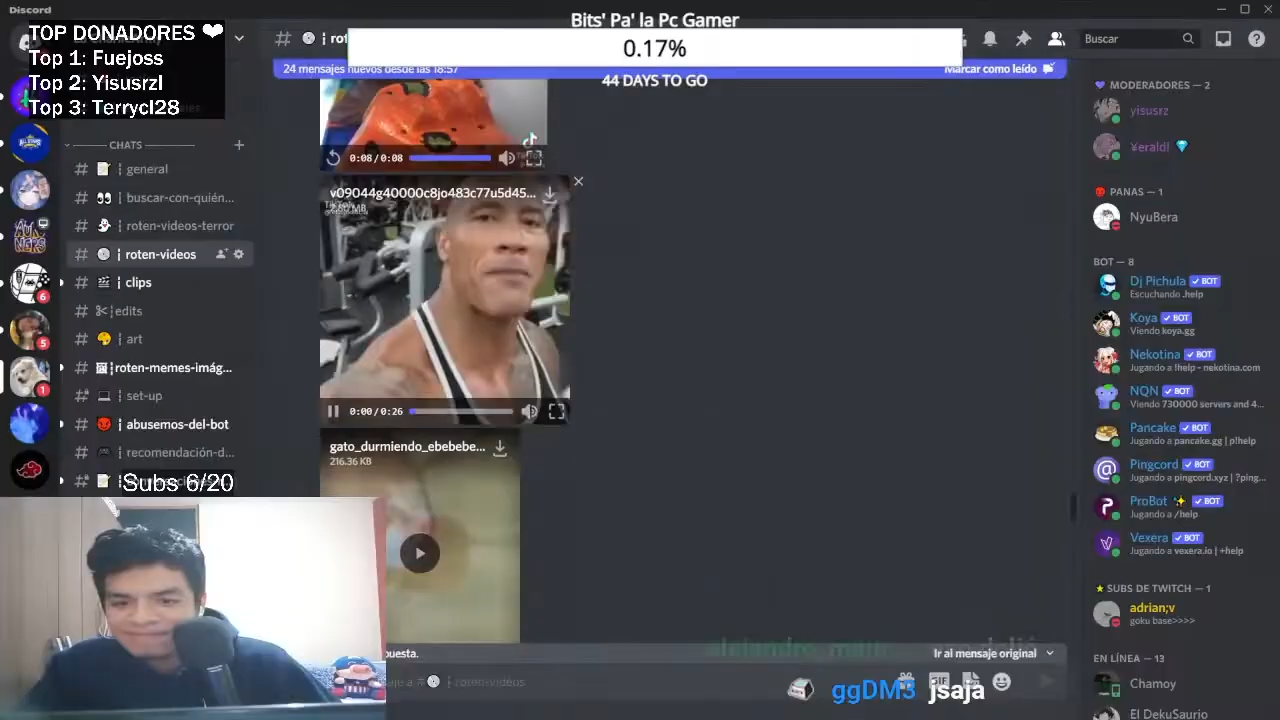 Discord
TOP DONADORES ❤
Top 1: Fuejoss
Top 2: Yisusrzl
Top 3: Terrycl28
Bits' Pa' la Pc Gamer
0.17%
44 DAYS TO GO
24 mensajes nuevos desde las 18:57
Marcar como leído
Buscar
CHATS
general
buscar-con-quién...
roten-videos-terror
roten-videos
clips
edits
art
roten-memes-imág...
set-up
abusemos-del-bot
recomendación-d...
Subs 6/20
6
5
1
0:08/0:08
v09044g40000c8jo483c77u5d45...
TikTok
0:00/0:26
gato_durmiendo_ebebebe...
216.36 KB
Ir al mensaje original
roten-videos
GIF
ggDM3 jsaja
MODERADORES — 2
yisusrz
¥erald!
PANAS — 1
NyuBera
BOT — 8
Dj Pichula BOT
Escuchando .help
Koya BOT
Viendo koya.gg
Nekotina BOT
Jugando a !help - nekotina.com
NQN BOT
Viendo 730000 servers and 4...
Pancake BOT
Jugando a pancake.gg | p!help
Pingcord BOT
Jugando a pingcord.xyz | ?ping...
ProBot ✨ BOT
Jugando a /help
Vexera BOT
Jugando a vexera.io | +help
SUBS DE TWITCH — 1
adrian;v
goku base>>>>
EN LÍNEA — 13
Chamoy
El DekuSaurio